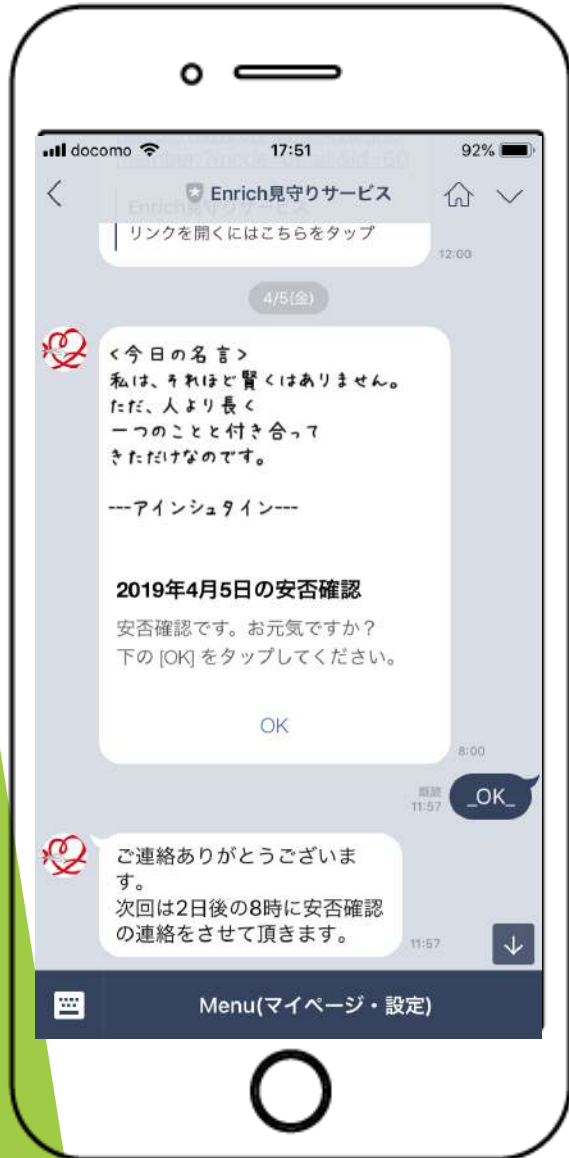 docomo
17:51
92%
Enrich見守りサービス
リンクを開くにはこちらをタップ
12:00
4/5(金)
<今日の名言>
私は、それほど賢くはありません。
ただ、人より長く
一つのことと付き合って
きただけなのです。
---アインシュタイン---
2019年4月5日の安否確認
安否確認です。お元気ですか?
下の [OK] をタップしてください。
OK
8:00
既読
11:57
_OK_
ご連絡ありがとうございま
す。
次回は2日後の8時に安否確認
の連絡をさせて頂きます。
11:57
Menu(マイページ・設定)